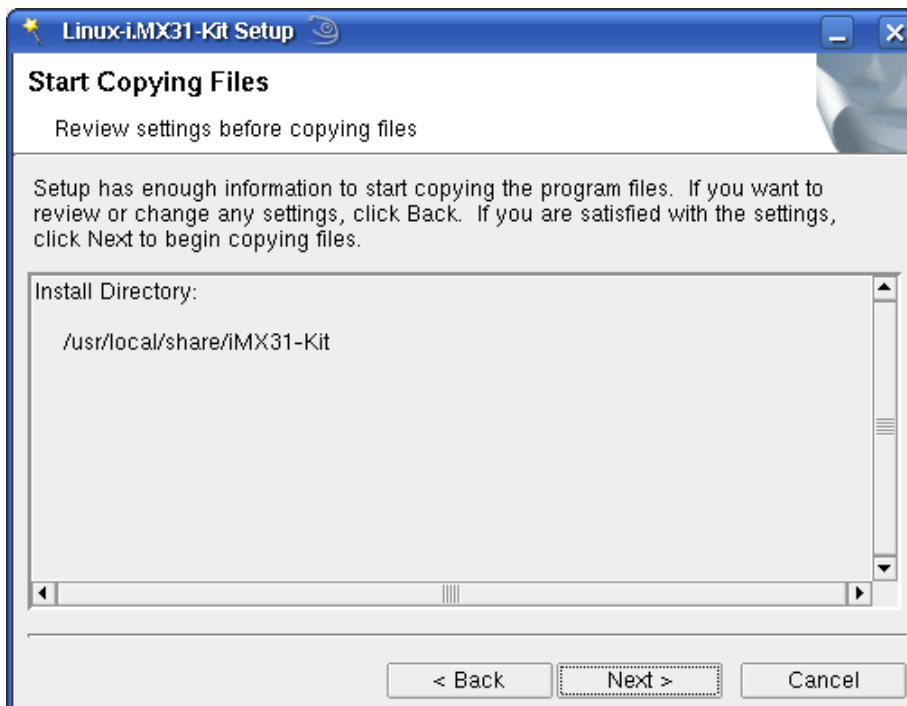 Linux-i.MX31-Kit Setup
Start Copying Files
Review settings before copying files
Setup has enough information to start copying the program files.  If you want to
review or change any settings, click Back.  If you are satisfied with the settings,
click Next to begin copying files.
Install Directory:
/usr/local/share/iMX31-Kit
< Back
Next >
Cancel